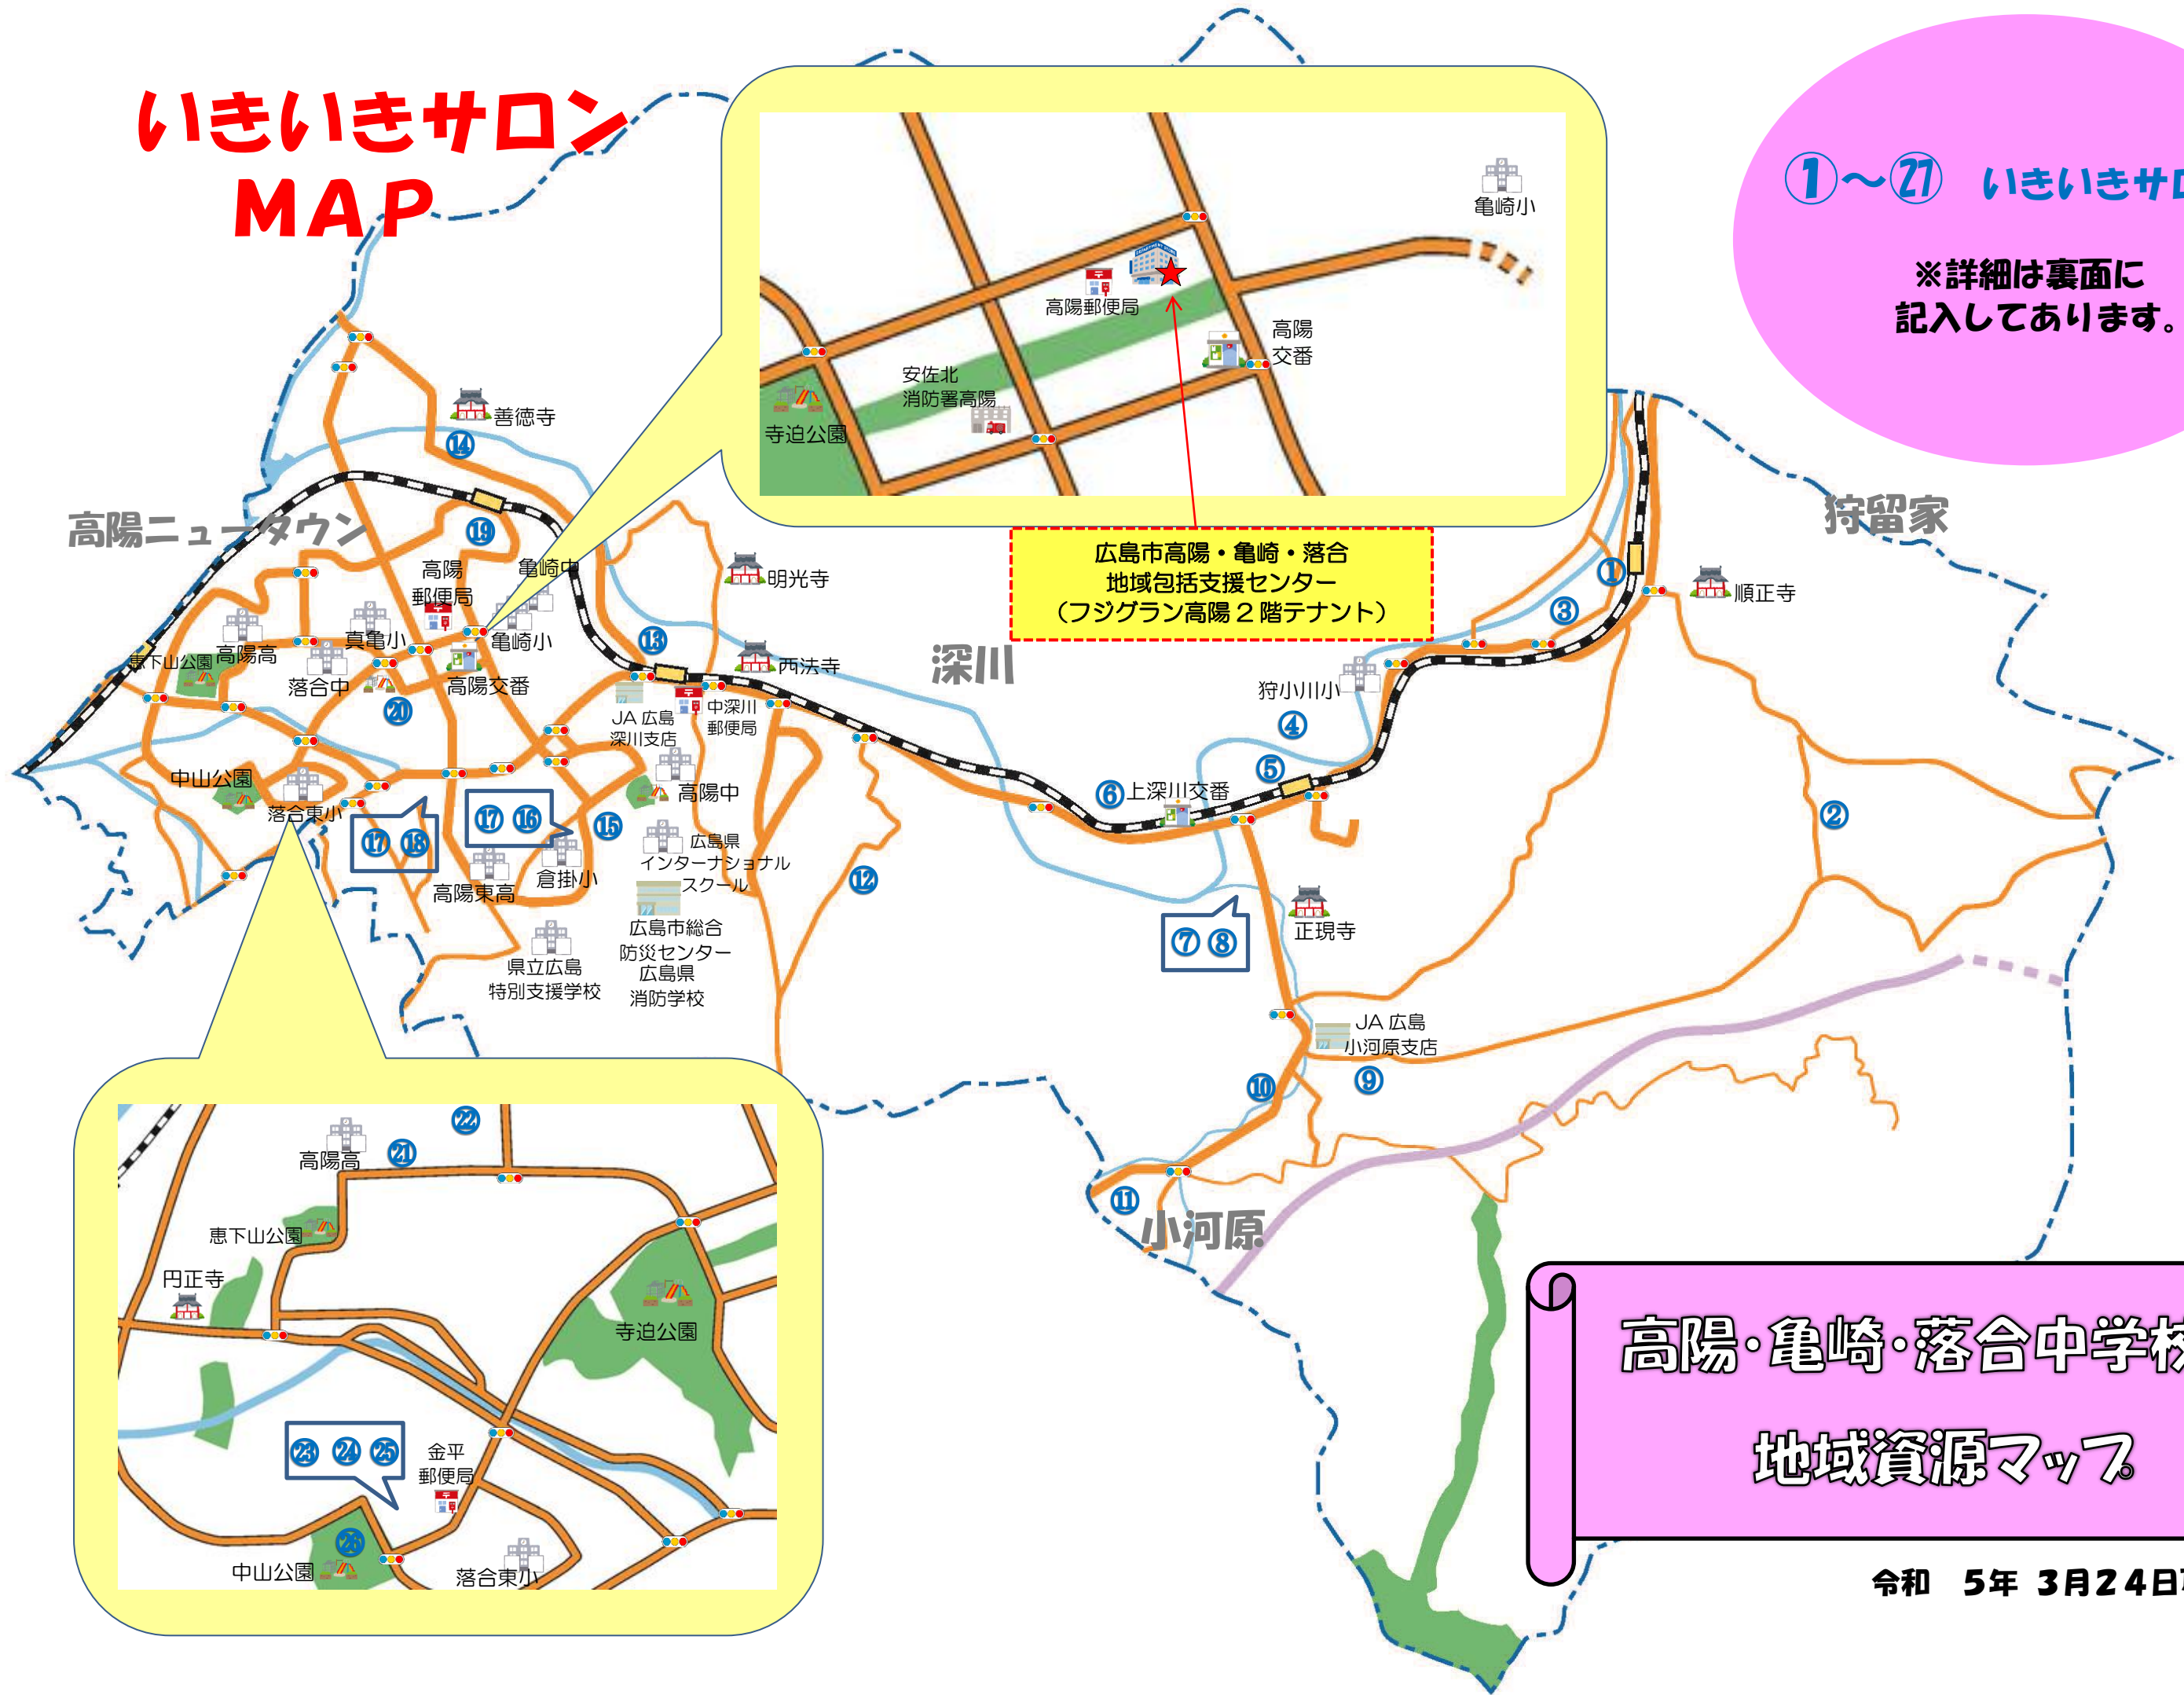 いきいきサロン
MAP
①～㉗ いきいきサロ
※詳細は裏面に
記入してあります。
亀崎小
高陽郵便局
高陽
交番
安佐北
消防署高陽
寺迫公園
広島市高陽・亀崎・落合
地域包括支援センター
（フジグラン高陽２階テナント）
善徳寺
⑭
高陽ニュータウン
⑲
高陽
郵便局
亀崎中
亀崎小
真亀小
高陽高
恵下山公園
落合中
高陽交番
⑳
明光寺
⑬
西法寺
JA 広島
深川支店
中深川
郵便局
深川
狩留家
①
③
順正寺
狩小川小
④
⑤
⑥
上深川交番
②
中山公園
落合東小
⑰ ⑱
⑰ ⑯
⑮
高陽中
広島県
インターナショナル
スクール
倉掛小
高陽東高
⑫
広島市総合
防災センター
広島県
消防学校
県立広島
特別支援学校
⑦ ⑧
正現寺
JA 広島
小河原支店
⑨
⑩
⑪
小河原
高陽高
㉑
㉒
恵下山公園
円正寺
寺迫公園
㉓ ㉔ ㉕
金平
郵便局
㉖
中山公園
落合東小
高陽・亀崎・落合中学校
地域資源マップ
令和 5年 3月24日